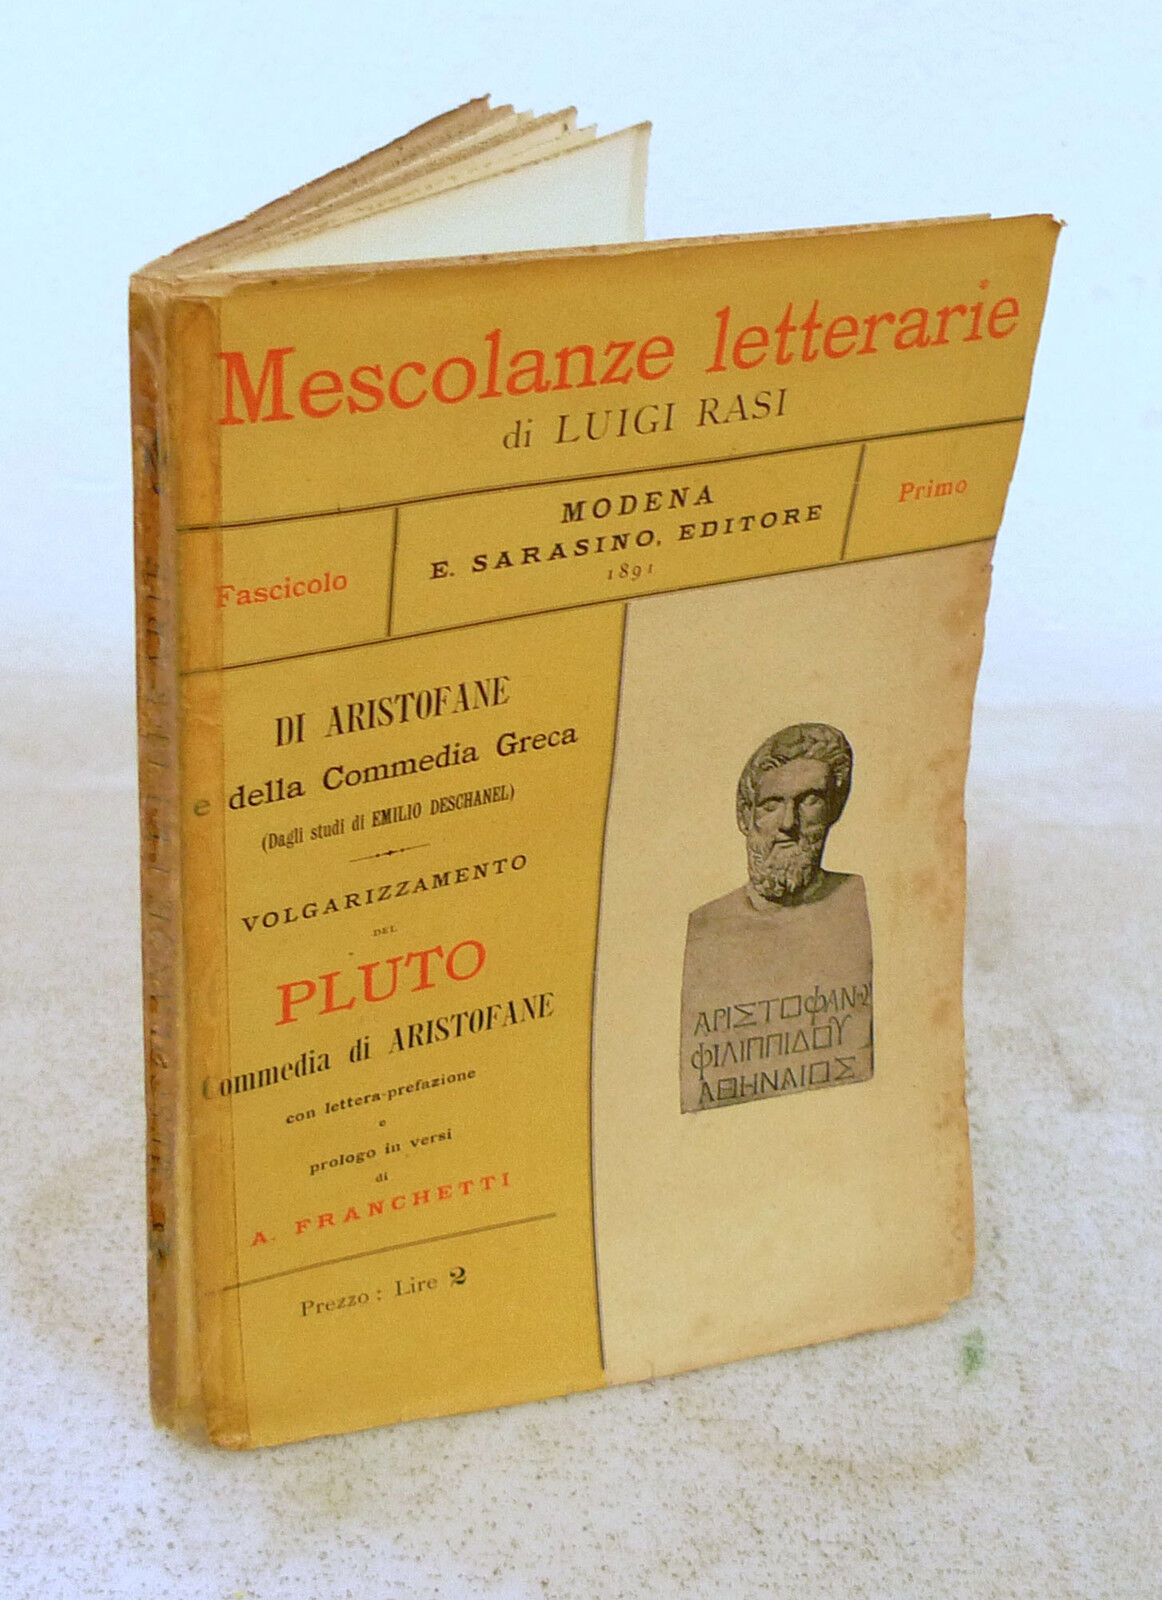 Mescolanze letterarie
di LUIGI RASI
Fascicolo
MODENA
E. SARASINO, EDITORE
1891
Primo
DI ARISTOFANE
e della Commedia Greca
(Dagli studi di EMILIO DESCHANEL)
VOLGARIZZAMENTO
DEL
PLUTO
Commedia di ARISTOFANE
con lettera-prefazione
e
prologo in versi
di
A. FRANCHETTI
Prezzo: Lire 2
ΑΡΙΣΤΟΦΑΝΗΣ
ΦΙΛΙΠΠΙΔΟΥ
ΑΘΗΝΑΙΟΣ